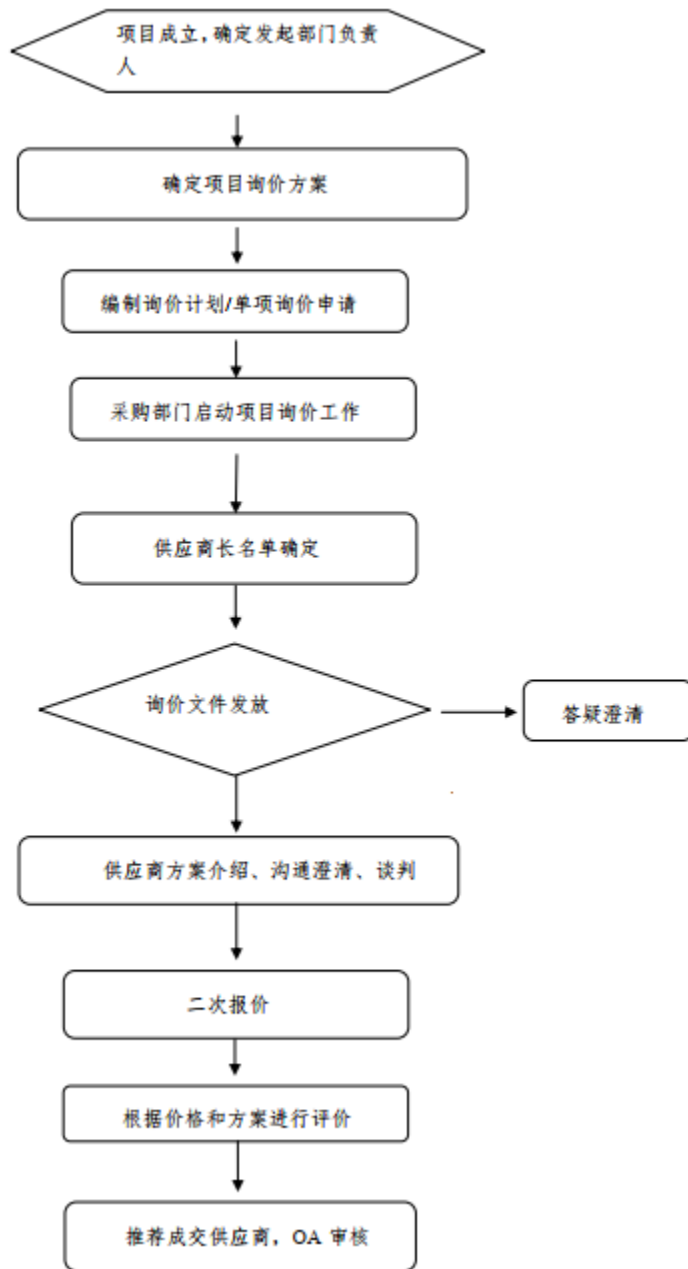 项目成立,确定发起部门负责
人
确定项目询价方案
编制询价计划/单项询价申请
采购部门启动项目询价工作
供应商长名单确定
询价文件发放
答疑澄清
供应商方案介绍、沟通澄清、谈判
二次报价
根据价格和方案进行评价
推荐成交供应商，OA 审核